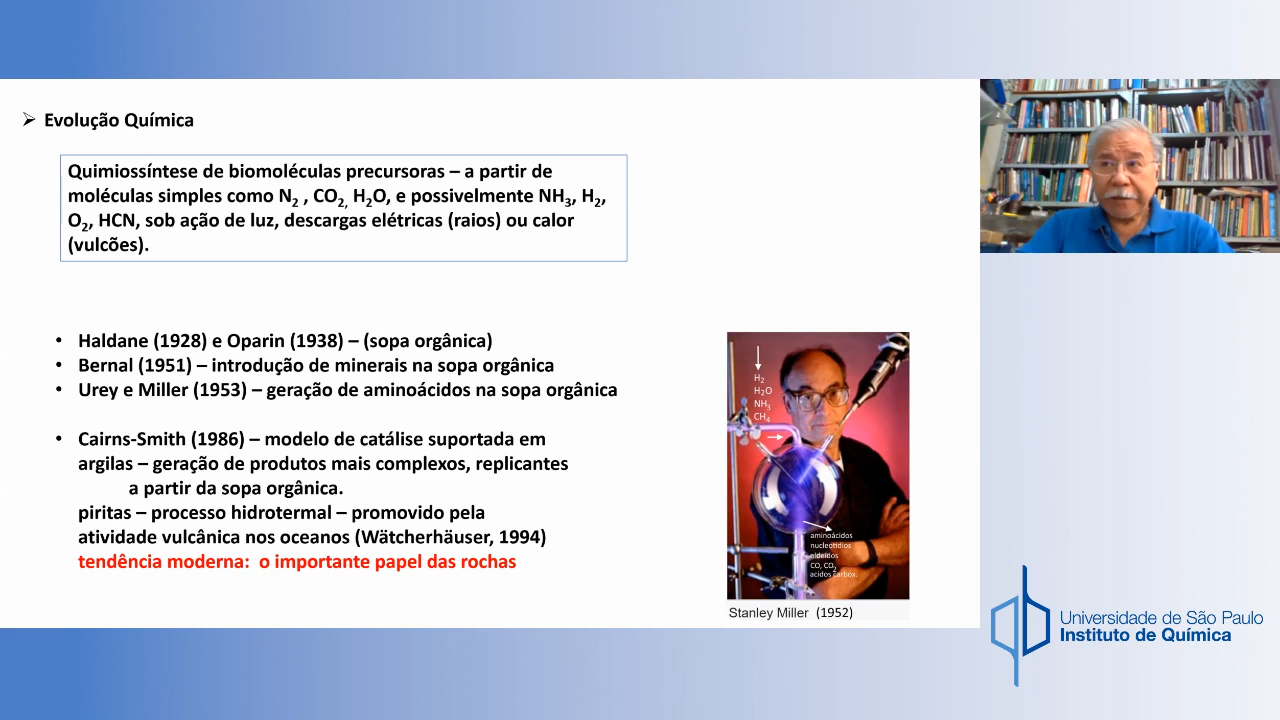 Evolução Química
Quimiossíntese de biomoléculas precursoras – a partir de
moléculas simples como N2 , CO2, H2O, e possivelmente NH3, H2,
O2, HCN, sob ação de luz, descargas elétricas (raios) ou calor
(vulcões).
• Haldane (1928) e Oparin (1938) – (sopa orgânica)
• Bernal (1951) – introdução de minerais na sopa orgânica
• Urey e Miller (1953) – geração de aminoácidos na sopa orgânica
• Cairns-Smith (1986) – modelo de catálise suportada em
argilas – geração de produtos mais complexos, replicantes
a partir da sopa orgânica.
piritas – processo hidrotermal – promovido pela
atividade vulcânica nos oceanos (Wätcherhäuser, 1994)
tendência moderna: o importante papel das rochas
H2
H2O
NH3
CH4
aminoácidos
nucleotídios
aldeídos
CO, CO2
acidos carbox.
Stanley Miller (1952)
Universidade de São Paulo
Instituto de Química